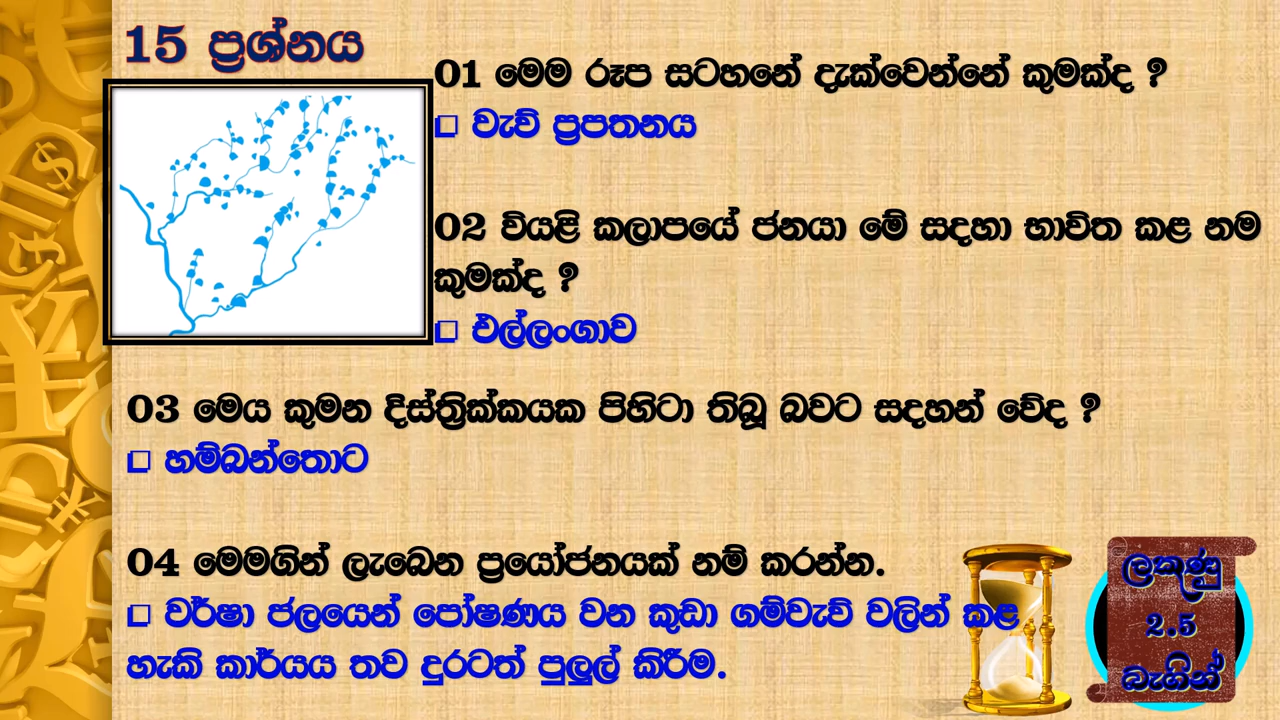 15 ප්‍රශ්නය
01 මෙම රූප සටහනේ දැක්වෙන්නේ කුමක්ද ?
□ වැව් ප්‍රපතනය
02 වියළි කලාපයේ ජනයා මේ සදහා භාවිත කළ නම
කුමක්ද ?
□ එල්ලංගාව
03 මෙය කුමන දිස්ත්‍රික්කයක පිහිටා තිබූ බවට සදහන් වේද ?
□ හම්බන්තොට
04 මෙමගින් ලැබෙන ප්‍රයෝජනයක් නම් කරන්න.
□ වර්ෂා ජලයෙන් පෝෂණය වන කුඩා ගම්වැව් වලින් කළ
හැකි කාර්යය තව දුරටත් පුලුල් කිරීම.
ලකුණු
2.5
බැගින්